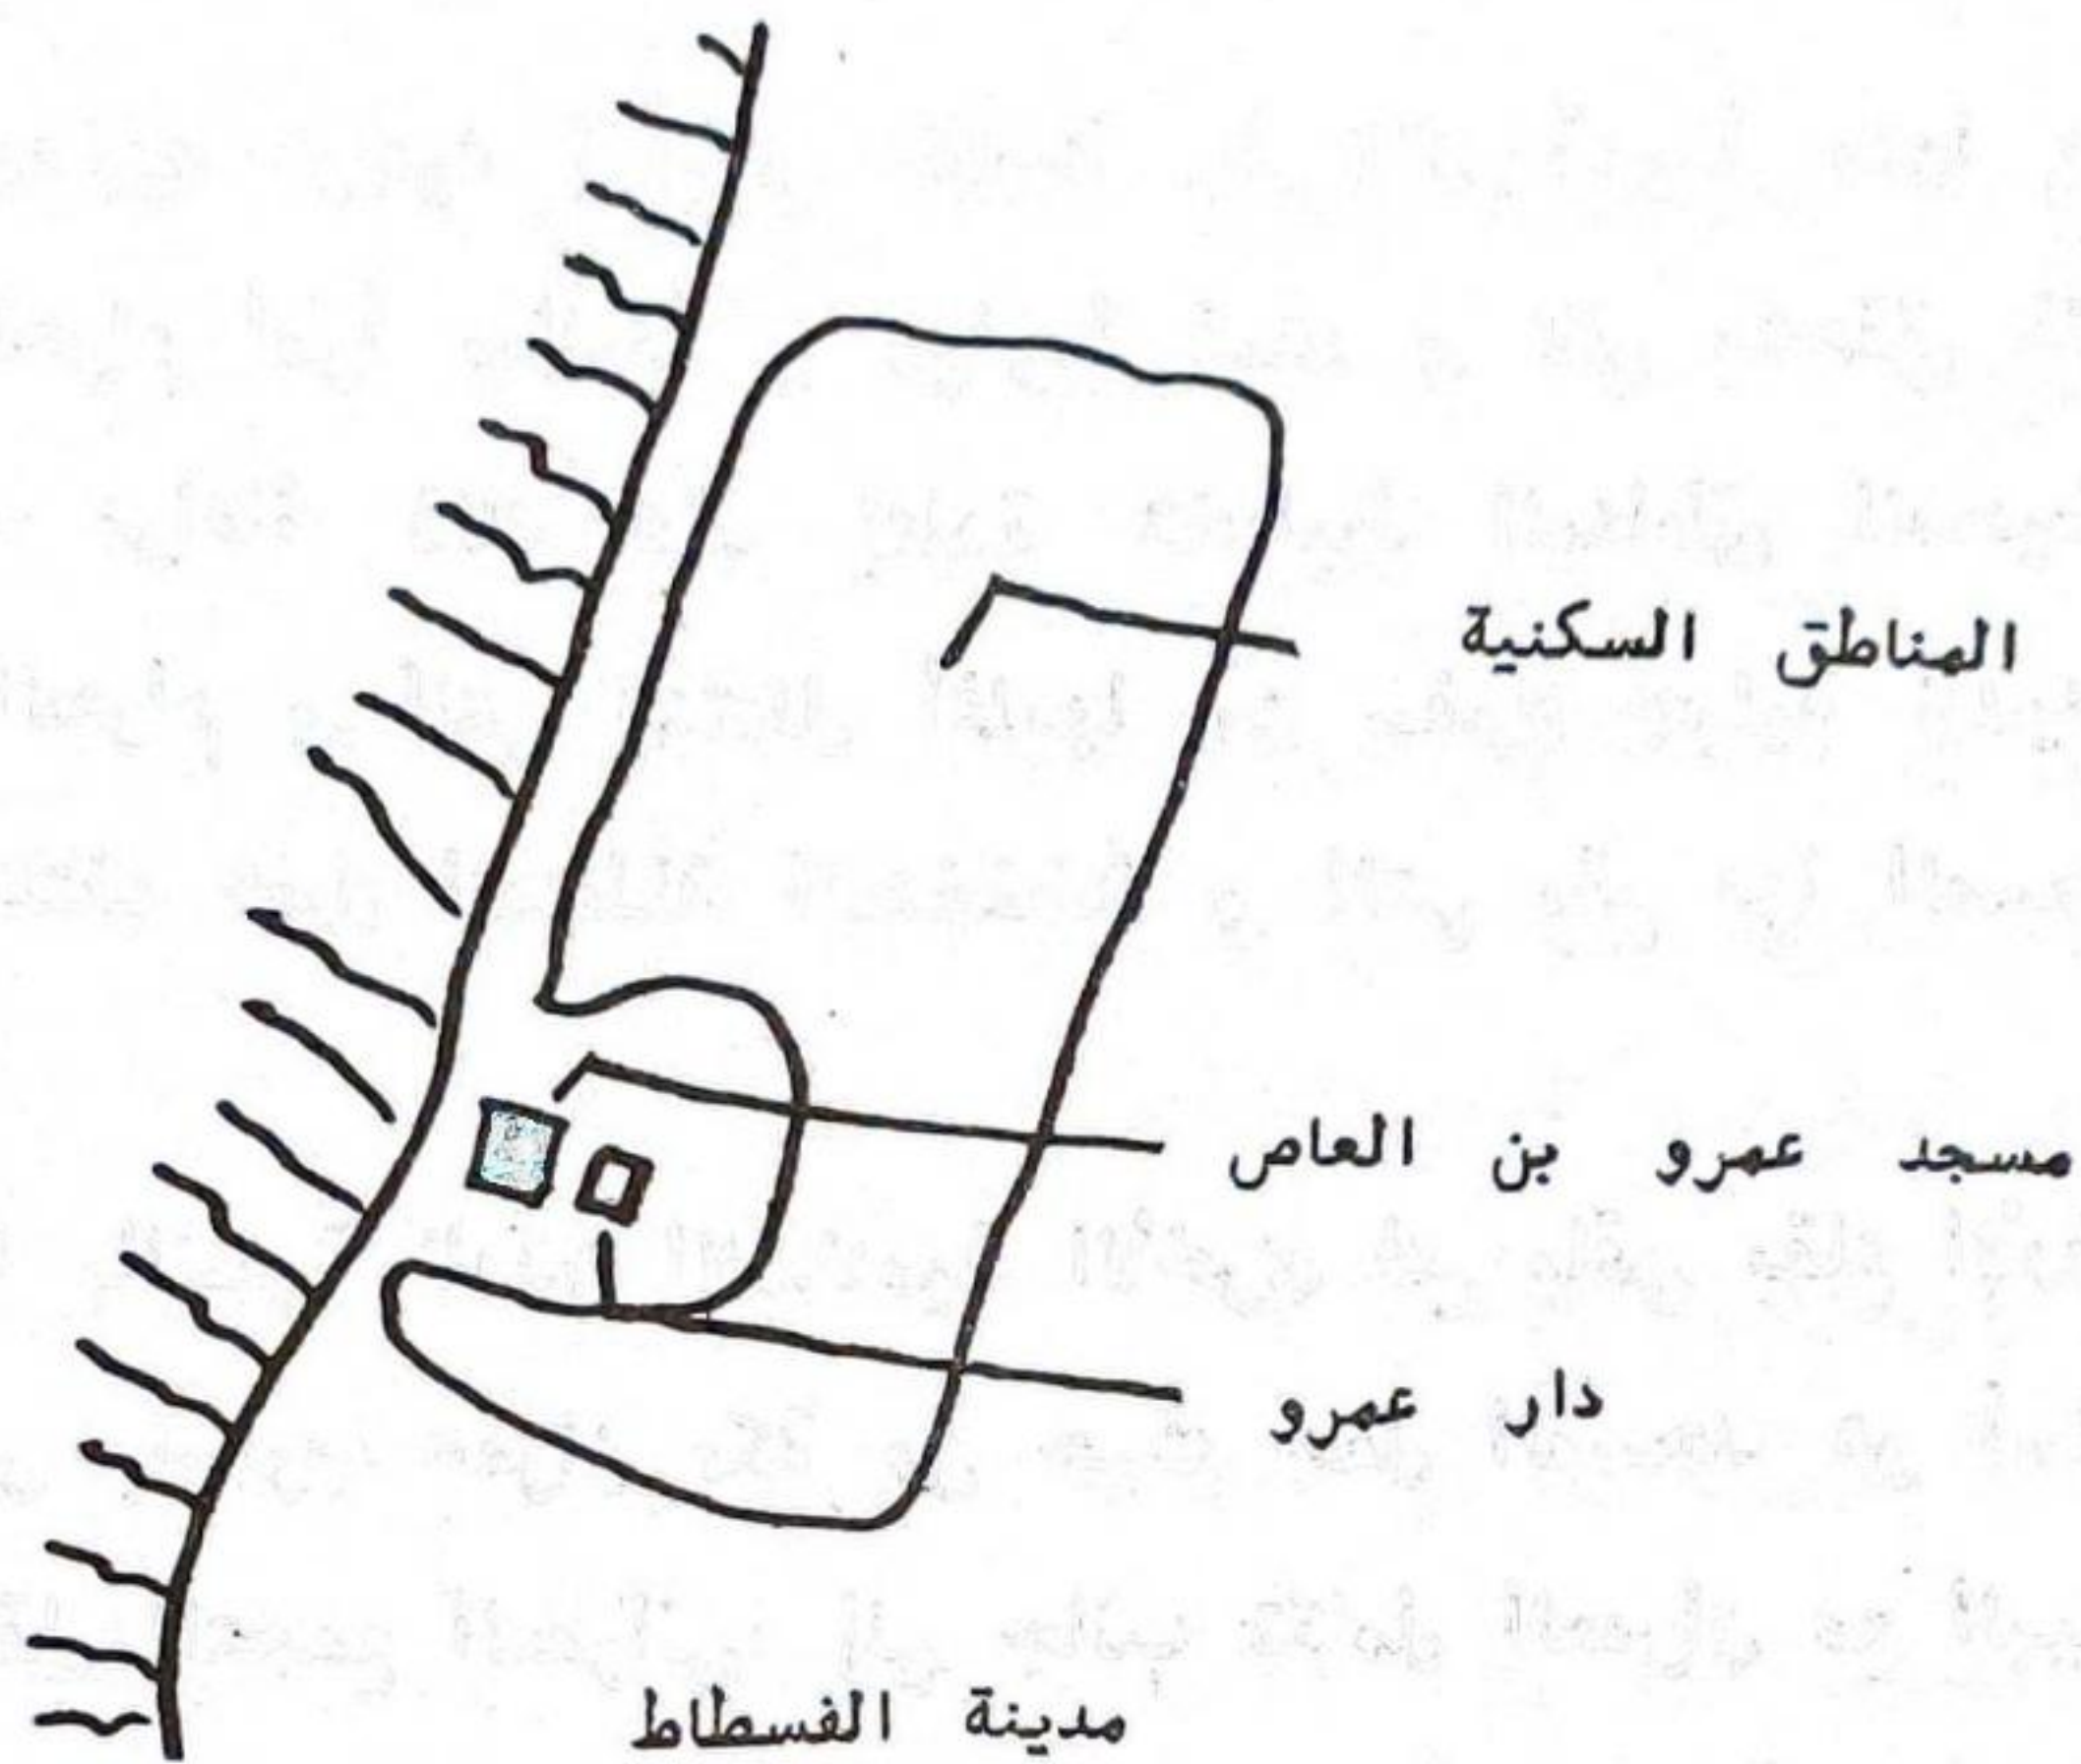 المناطق السكنية
مسجد عمرو بن العاص
دار عمرو
مدينة الفسطاط